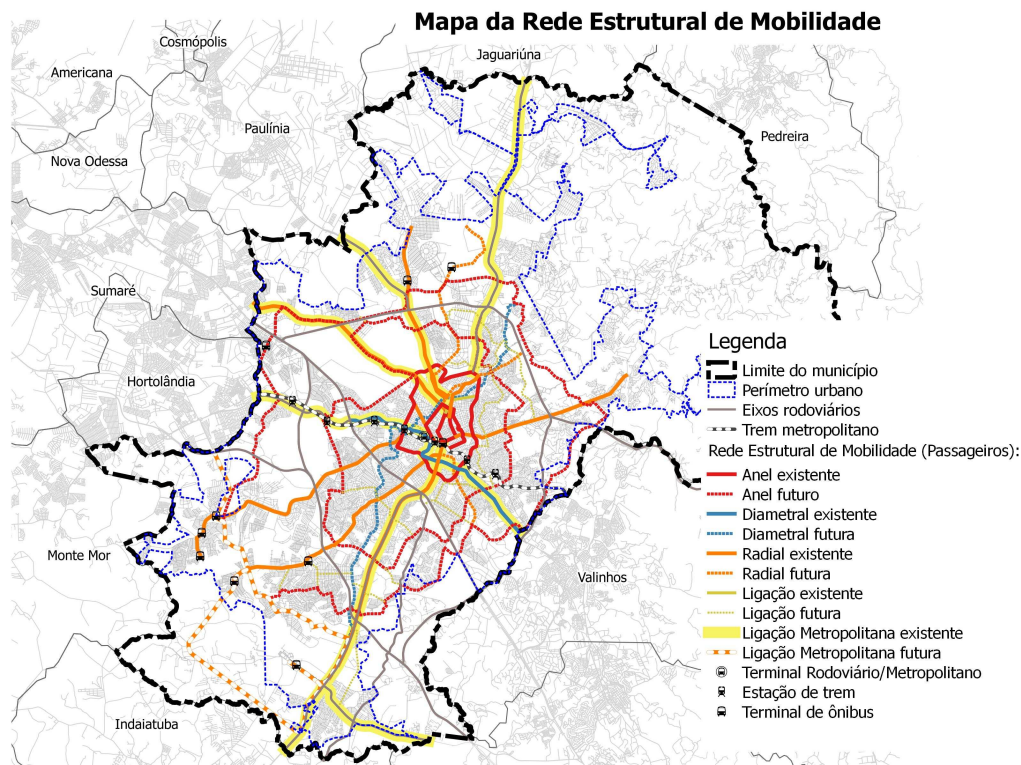 Mapa da Rede Estrutural de Mobilidade
Cosmópolis
Jaguariúna
Americana
Paulínia
Pedreira
Nova Odessa
Sumaré
Hortolândia
Monte Mor
Valinhos
Indaiatuba
Legenda
Limite do município
Perímetro urbano
Eixos rodoviários
Trem metropolitano
Rede Estrutural de Mobilidade (Passageiros):
Anel existente
Anel futuro
Diametral existente
Diametral futura
Radial existente
Radial futura
Ligação existente
Ligação futura
Ligação Metropolitana existente
Ligação Metropolitana futura
Terminal Rodoviário/Metropolitano
Estação de trem
Terminal de ônibus